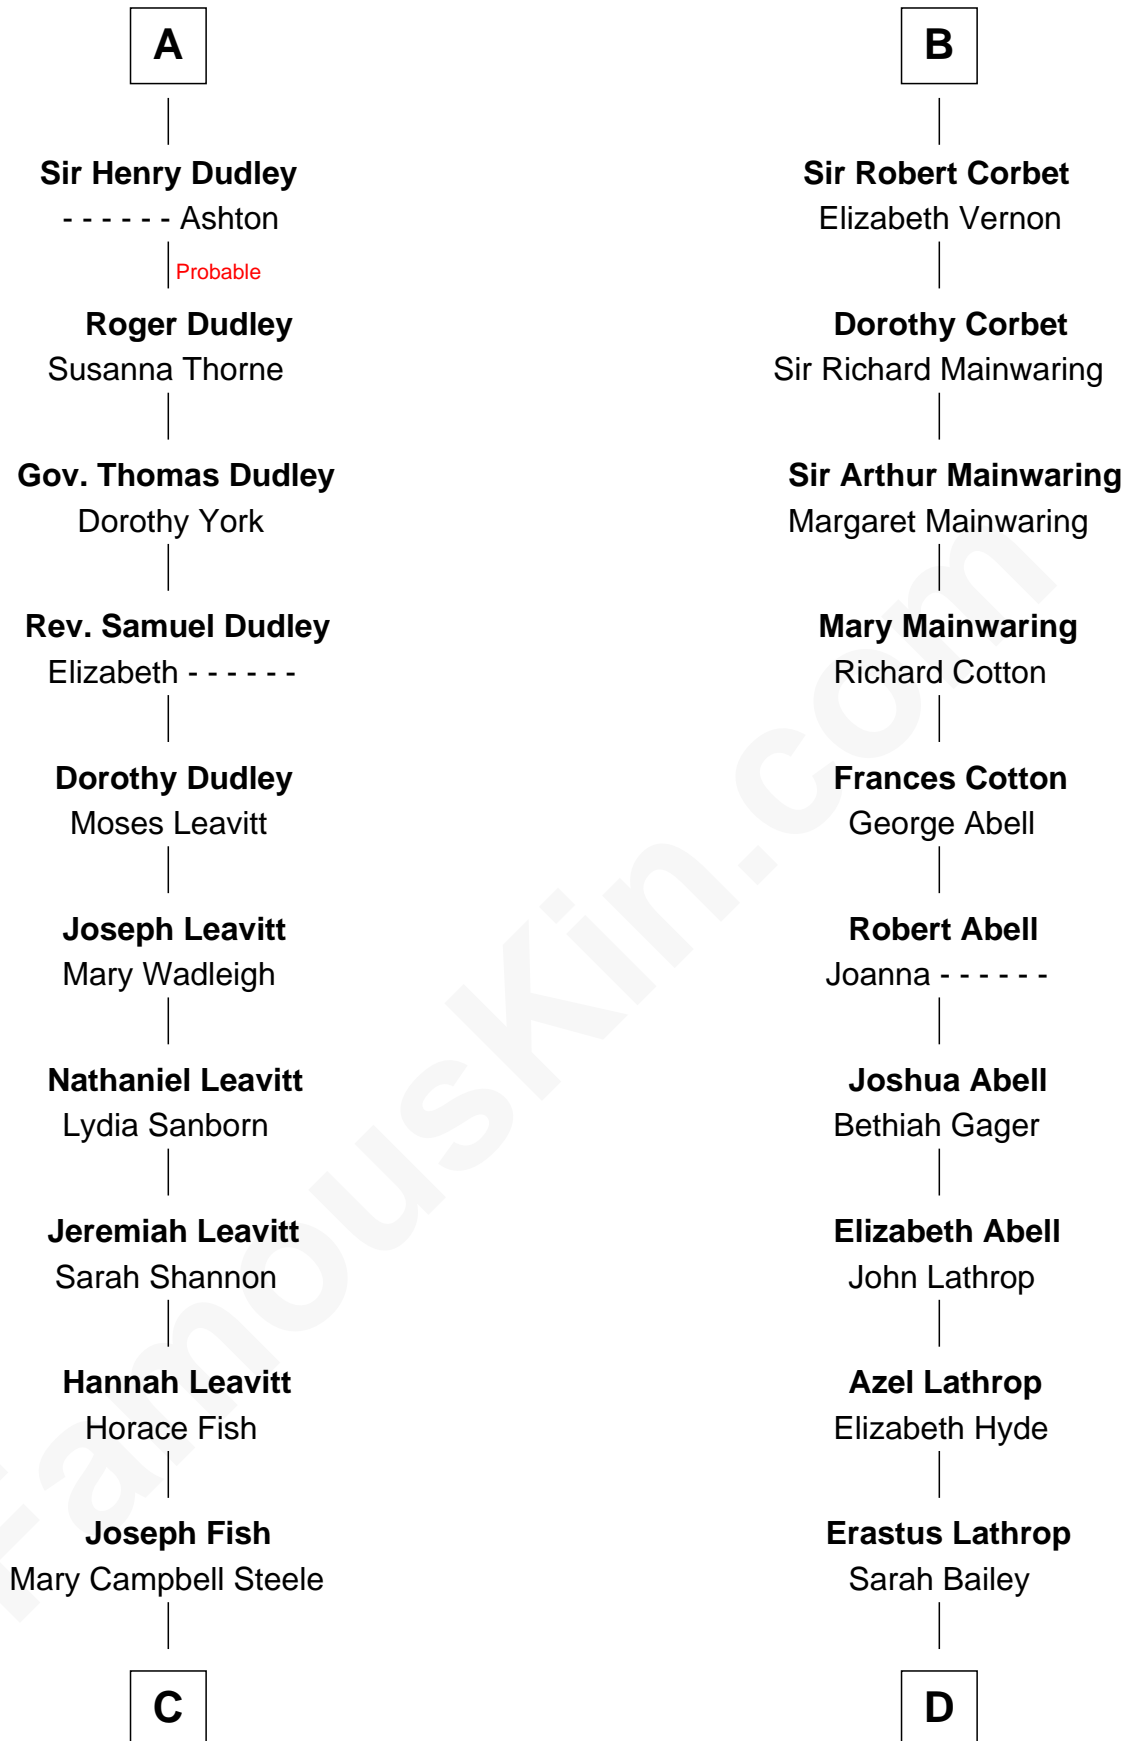 A
Sir Henry Dudley
- - - - - - Ashton
Probable
Roger Dudley
Susanna Thorne
Gov. Thomas Dudley
Dorothy York
Rev. Samuel Dudley
Elizabeth - - - - - -
Dorothy Dudley
Moses Leavitt
Joseph Leavitt
Mary Wadleigh
Nathaniel Leavitt
Lydia Sanborn
Jeremiah Leavitt
Sarah Shannon
Hannah Leavitt
Horace Fish
Joseph Fish
Mary Campbell Steele
C
B
Sir Robert Corbet
Elizabeth Vernon
Dorothy Corbet
Sir Richard Mainwaring
Sir Arthur Mainwaring
Margaret Mainwaring
Mary Mainwaring
Richard Cotton
Frances Cotton
George Abell
Robert Abell
Joanna - - - - - -
Joshua Abell
Bethiah Gager
Elizabeth Abell
John Lathrop
Azel Lathrop
Elizabeth Hyde
Erastus Lathrop
Sarah Bailey
D
FamousKin.com